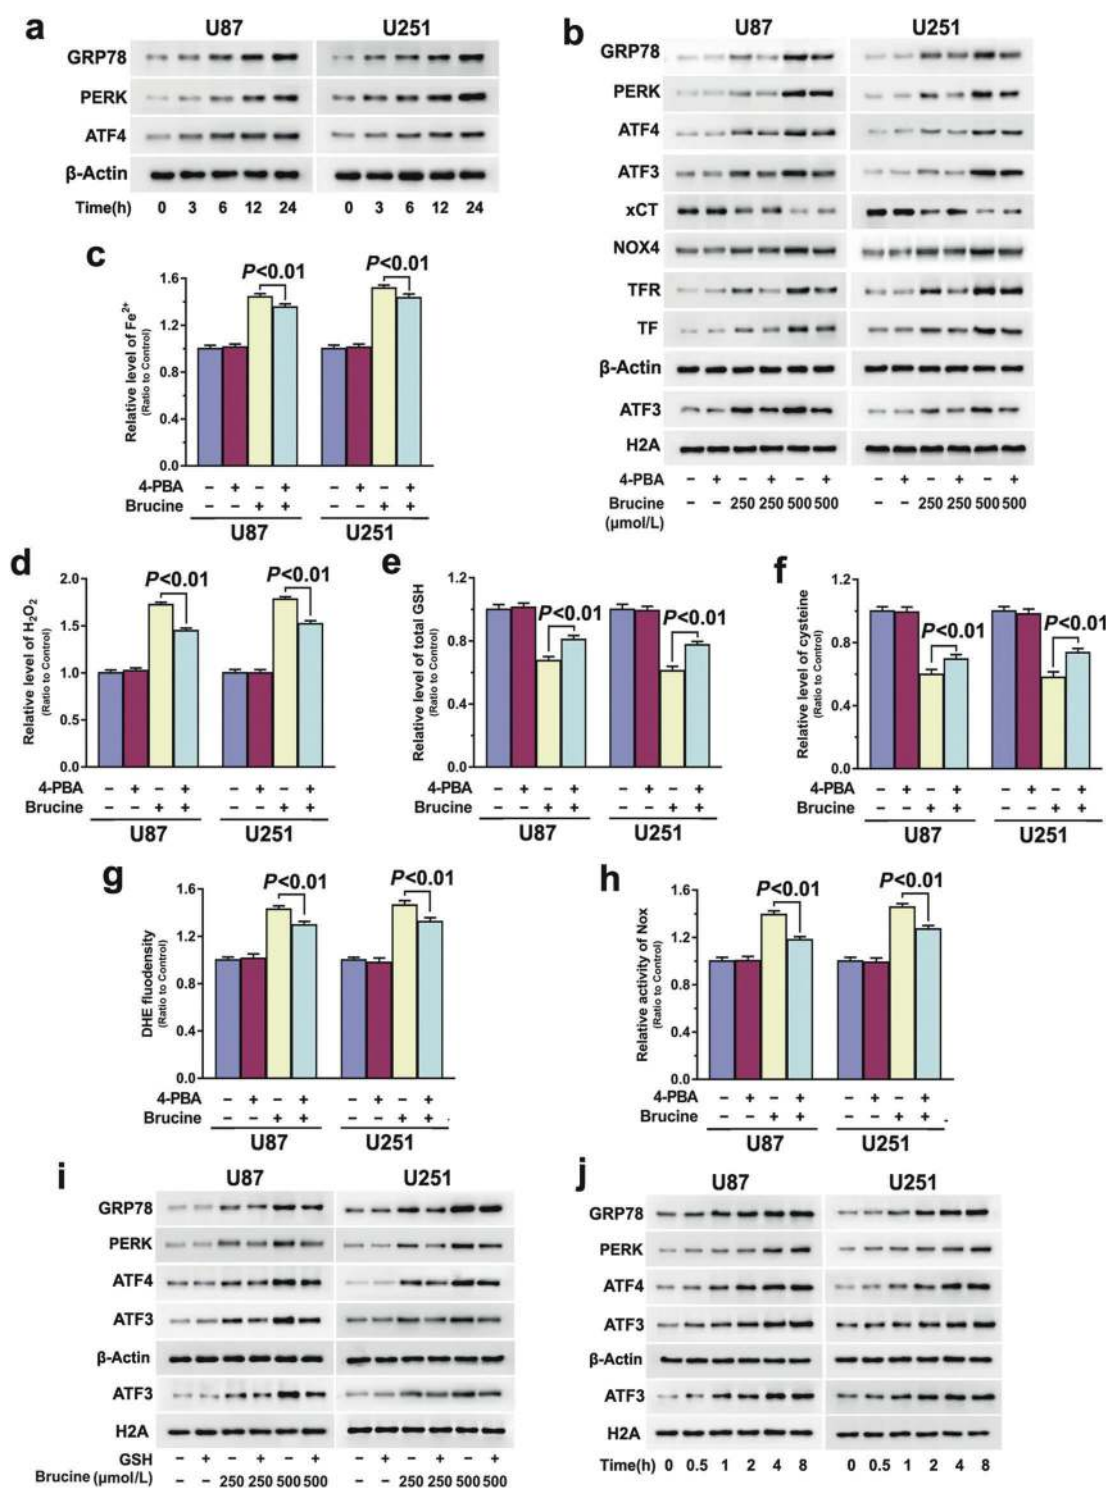 a
U87 U251
GRP78
PERK
ATF4
β-Actin
Time(h) 0 3 6 12 24 0 3 6 12 24
b
U87 U251
GRP78
PERK
ATF4
ATF3
xCT
NOX4
TFR
TF
β-Actin
ATF3
H2A
4-PBA − + − + − + − + − + − +
Brucine − − 250 250 500 500 − − 250 250 500 500
(μmol/L)
c
Relative level of Fe2+
(Ratio to Control)
1.6
1.2
0.8
0.4
0.0
P<0.01 P<0.01
4-PBA − + − + − + − +
Brucine − − + + − − + +
U87 U251
d
Relative level of H2O2
(Ratio to Control)
2.0
1.5
1.0
0.5
0.0
P<0.01 P<0.01
4-PBA − + − + − + − +
Brucine − − + + − − + +
U87 U251
e
Relative level of total GSH
(Ratio to Control)
1.2
0.8
0.4
0.0
P<0.01 P<0.01
4-PBA − + − + − + − +
Brucine − − + + − − + +
U87 U251
f
Relative level of cysteine
(Ratio to Control)
1.2
0.8
0.4
0.0
P<0.01 P<0.01
4-PBA − + − + − + − +
Brucine − − + + − − + +
U87 U251
g
DHE fluodensity
(Ratio to Control)
1.6
1.2
0.8
0.4
0.0
P<0.01 P<0.01
4-PBA − + − + − + − +
Brucine − − + + − − + +
U87 U251
h
Relative activity of Nox
(Ratio to Control)
1.6
1.2
0.8
0.4
0.0
P<0.01 P<0.01
4-PBA − + − + − + − +
Brucine − − + + − − + +
U87 U251
i
U87 U251
GRP78
PERK
ATF4
ATF3
β-Actin
ATF3
H2A
GSH − + − + − + − + − + − +
Brucine (μmol/L) − − 250 250 500 500 − − 250 250 500 500
j
U87 U251
GRP78
PERK
ATF4
ATF3
β-Actin
ATF3
H2A
Time(h) 0 0.5 1 2 4 8 0 0.5 1 2 4 8